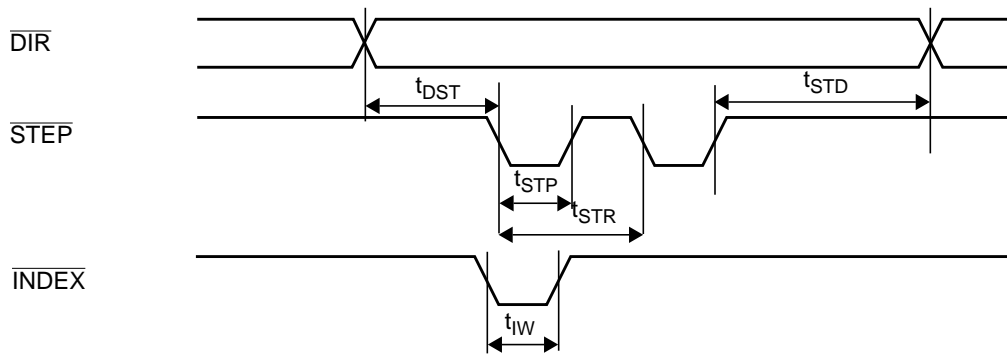 DIR
tDST
tSTD
STEP
tSTP
tSTR
INDEX
tIW